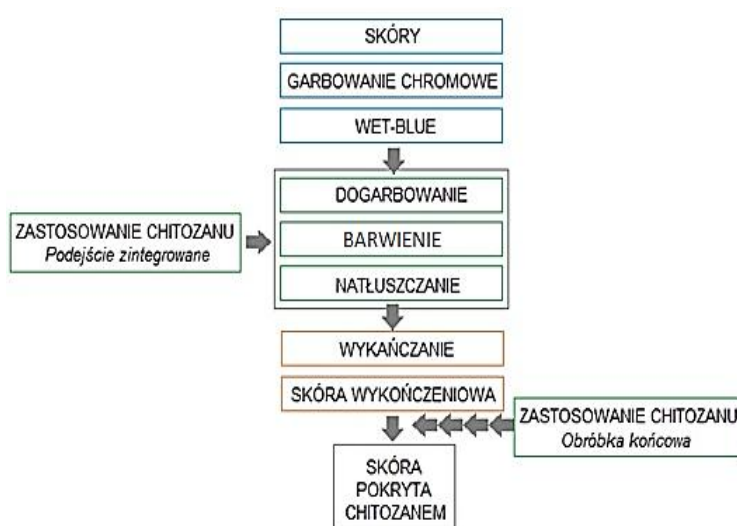 SKÓRY
GARBOWANIE CHROMOWE
WET-BLUE
DOGARBOWANIE
ZASTOSOWANIE CHITOZANU
Podejście zintegrowane
BARWIENIE
NATŁUSZCZANIE
WYKAŃCZANIE
SKÓRA WYKOŃCZENIOWA
ZASTOSOWANIE CHITOZANU
Obróbka końcowa
SKÓRA
POKRYTA
CHITOZANEM